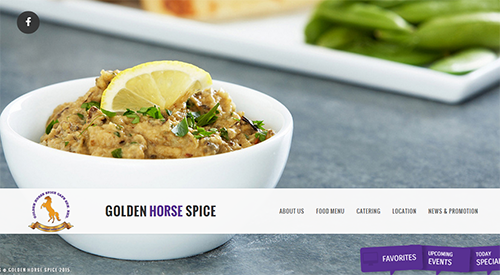 f
GOLDEN HORSE SPICE
ABOUT US FOOD MENU CATERING LOCATION NEWS & PROMOTION
FAVORITES
UPCOMING
EVENTS
TODAY
SPECIAL
GOLDEN HORSE SPICE 2015.